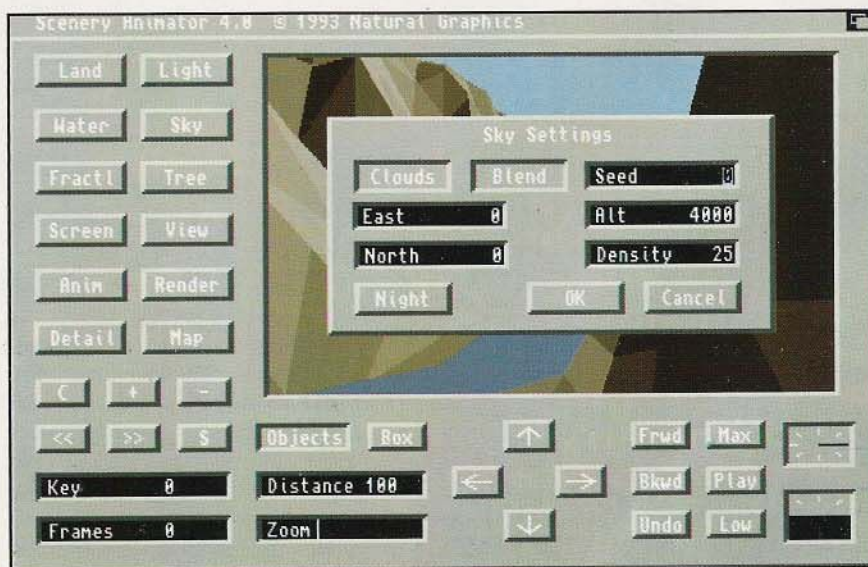 Scenery Animator 4.0 © 1993 Natural Graphics
Land Light
Water Sky
Fractl Tree
Screen View
Anim Render
Detail Map
C + -
<< >> S
Key 0
Frames 0
Sky Settings
Clouds Blend Seed 0
East 0 Alt 4000
North 0 Density 25
Night OK Cancel
Objects Box
Distance 100
Zoom
Frwd Max
Bkwd Play
Undo Low